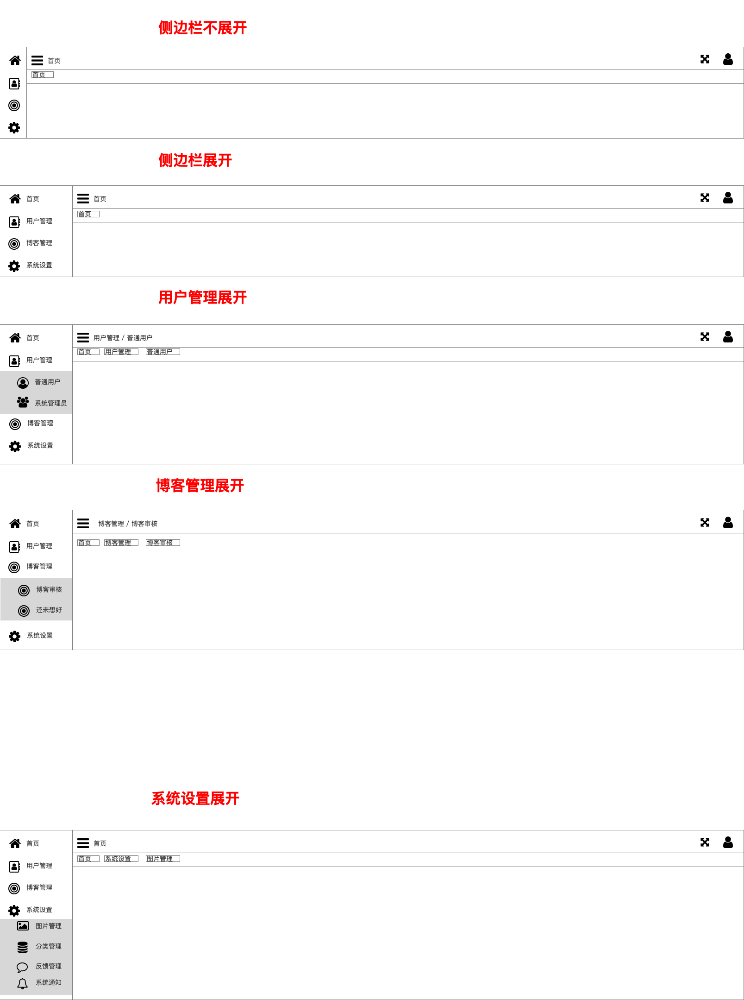 侧边栏不展开
首页
首页
侧边栏展开
首页
首页
首页
用户管理
博客管理
系统设置
用户管理展开
首页
用户管理 / 普通用户
首页 用户管理 普通用户
用户管理
普通用户
系统管理员
博客管理
系统设置
博客管理展开
首页
博客管理 / 博客审核
首页 博客管理 博客审核
用户管理
博客管理
博客审核
还未想好
系统设置
系统设置展开
首页
首页
首页 系统设置 图片管理
用户管理
博客管理
系统设置
图片管理
分类管理
反馈管理
系统通知